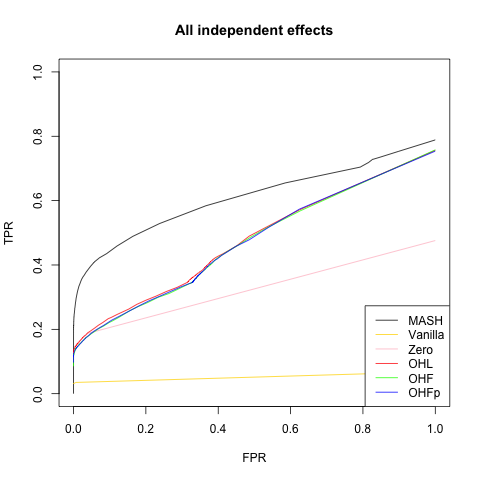 All independent effects
TPR
1.0
0.8
0.6
0.4
0.2
0.0
MASH
Vanilla
Zero
OHL
OHF
OHFp
0.0 0.2 0.4 0.6 0.8 1.0
FPR